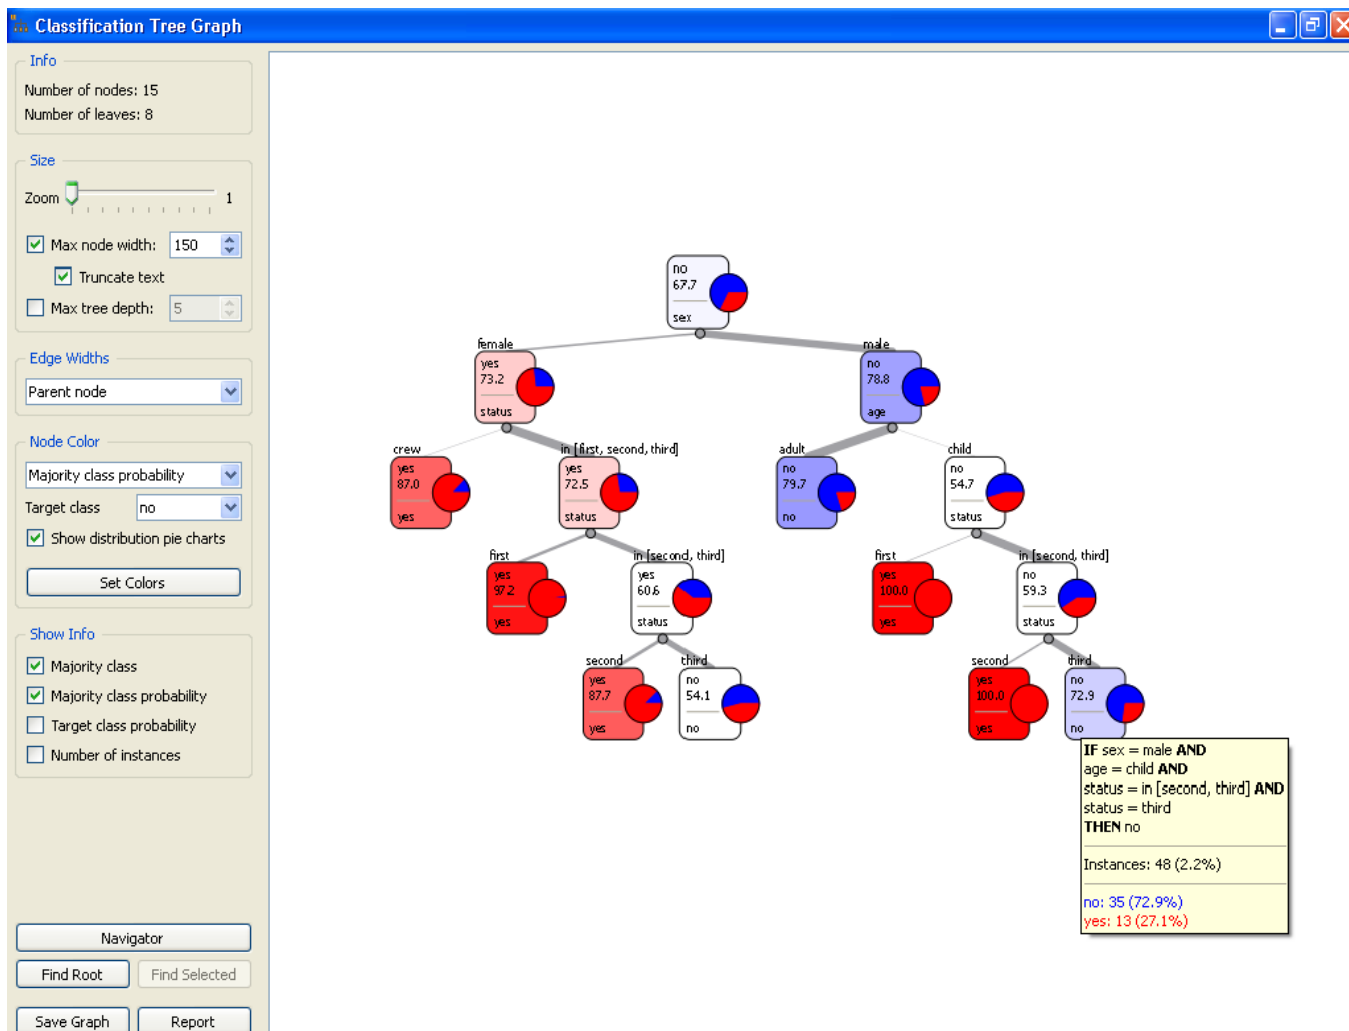 Classification Tree Graph
Info
Number of nodes: 15
Number of leaves: 8
Size
Zoom 1
Max node width: 150
Truncate text
Max tree depth: 5
Edge Widths
Parent node
Node Color
Majority class probability
Target class no
Show distribution pie charts
Set Colors
Show Info
Majority class
Majority class probability
Target class probability
Number of instances
Navigator
Find Root Find Selected
Save Graph Report
no
67.7
sex
female male
yes
73.2
status
no
78.8
age
crew in [first, second, third] adult child
yes
87.0
yes
yes
72.5
status
no
79.7
no
no
54.7
status
first in [second, third] first in [second, third]
yes
97.2
yes
yes
60.6
status
yes
100.0
yes
no
59.3
status
second third second third
yes
87.7
yes
no
54.1
no
yes
100.0
yes
no
72.9
no
IF sex = male AND
age = child AND
status = in [second, third] AND
status = third
THEN no
Instances: 48 (2.2%)
no: 35 (72.9%)
yes: 13 (27.1%)